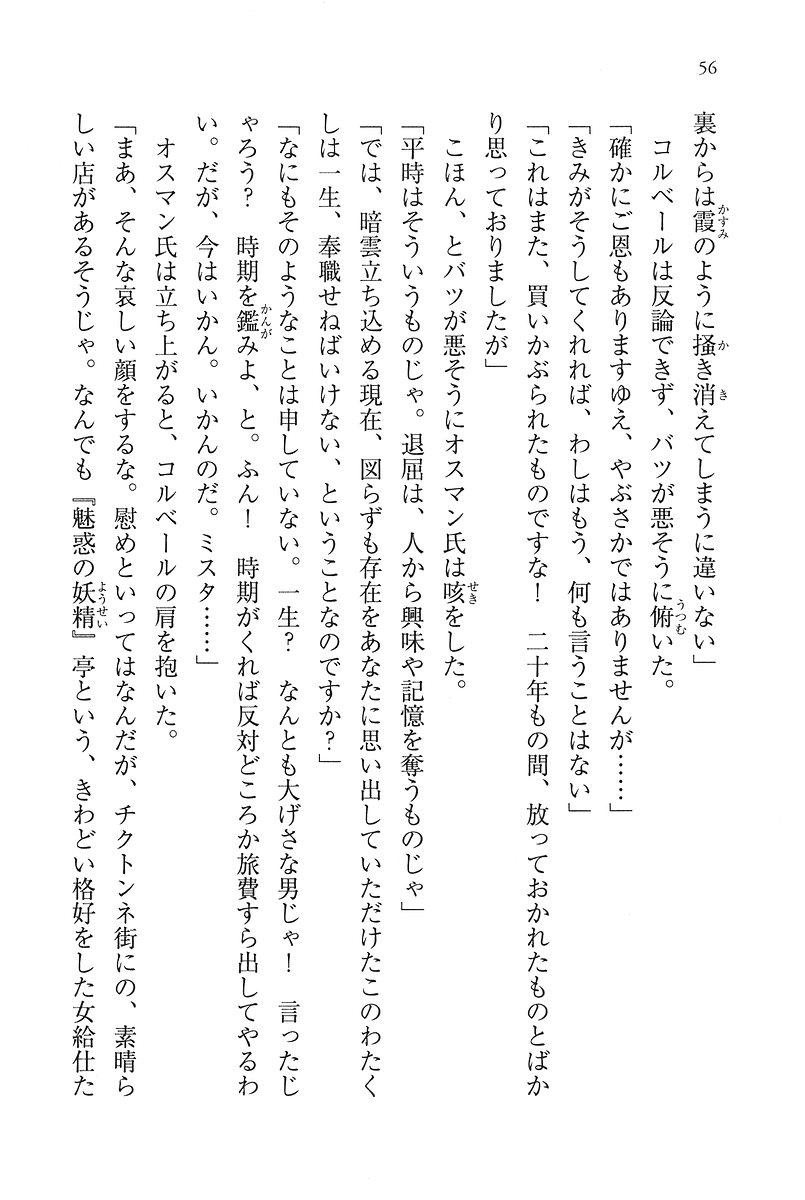 56
裏からは霞のように掻き消えてしまうに違いない」
　コルベールは反論できず、バツが悪そうに俯いた。
「確かにご恩もありますゆえ、やぶさかではありませんが……」
「きみがそうしてくれれば、わしはもう、何も言うことはない」
「これはまた、買いかぶられたものですな！　二十年もの間、放っておかれたものとばか
り思っておりましたが」
　こほん、とバツが悪そうにオスマン氏は咳をした。
「平時はそういうものじゃ。退屈は、人から興味や記憶を奪うものじゃ」
「では、暗雲立ち込める現在、図らずも存在をあなたに思い出していただけたこのわたく
しは一生、奉職せねばいけない、ということなのですか？」
「なにもそのようなことは申していない。一生？　なんとも大げさな男じゃ！　言ったじ
ゃろう？　時期を鑑みよ、と。ふん！　時期がくれば反対どころか旅費すら出してやるわ
い。だが、今はいかん。いかんのだ。ミスタ……」
　オスマン氏は立ち上がると、コルベールの肩を抱いた。
「まあ、そんな哀しい顔をするな。慰めといってはなんだが、チクトンネ街にの、素晴ら
しい店があるそうじゃ。なんでも『魅惑の妖精』亭という、きわどい格好をした女給仕た